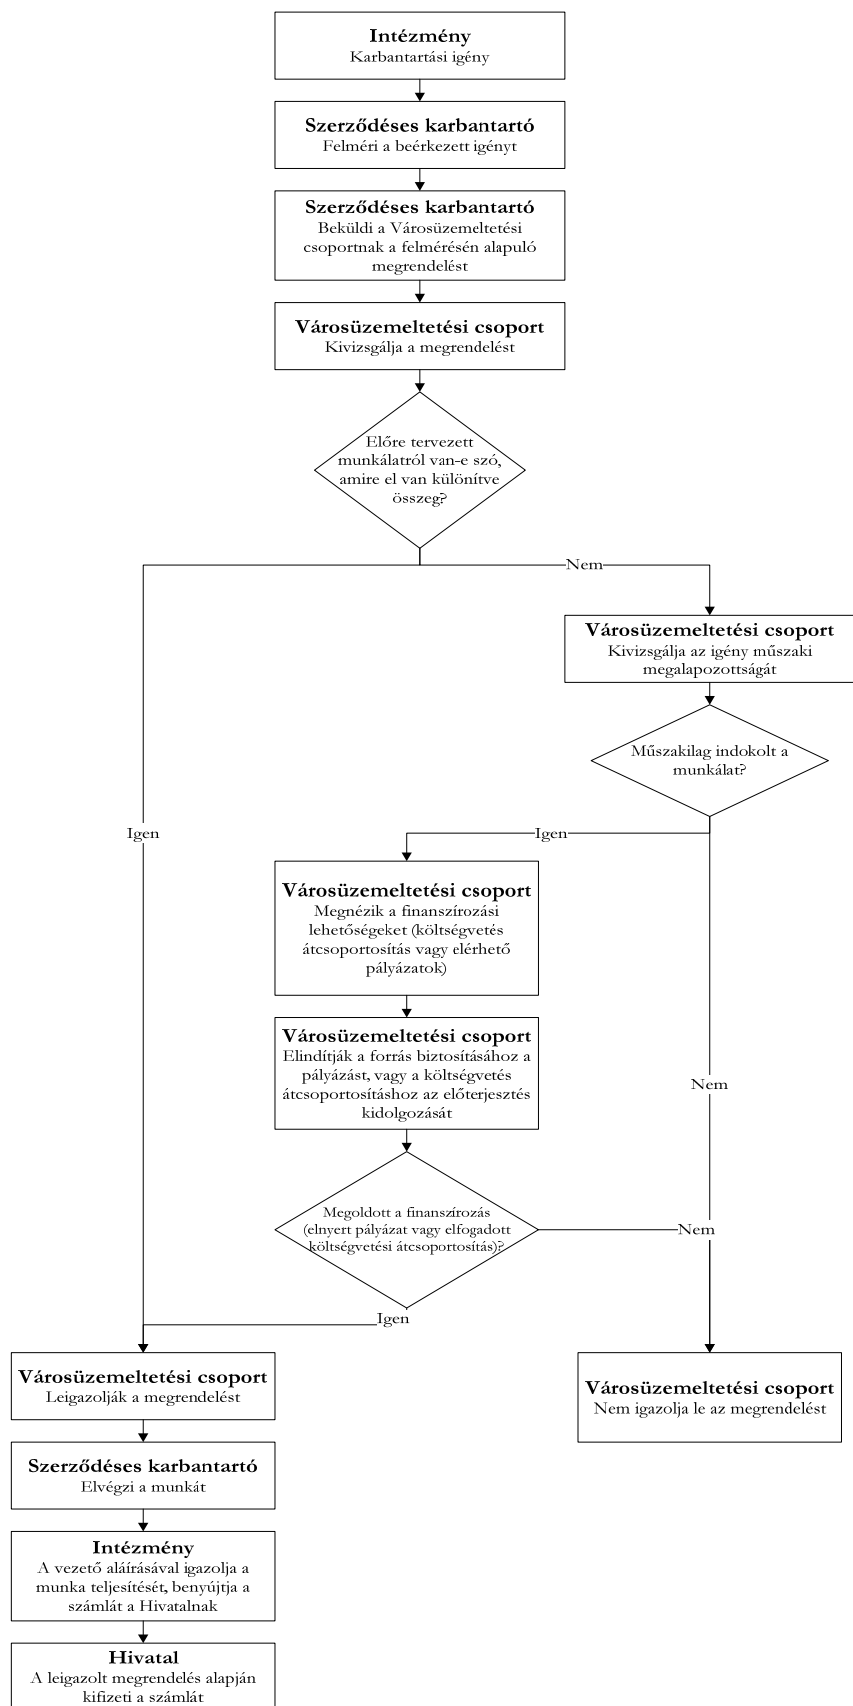 Intézmény
Karbantartási igény
Szerződéses karbantartó
Felméri a beérkezett igényt
Szerződéses karbantartó
Beküldi a Városüzemeltetési
csoportnak a felmérésén alapuló
megrendelést
Városüzemeltetési csoport
Kivizsgálja a megrendelést
Előre tervezett
munkálatról van-e szó,
amire el van különítve
összeg?
Nem
Városüzemeltetési csoport
Kivizsgálja az igény műszaki
megalapozottságát
Műszakilag indokolt a
munkálat?
Igen
Igen
Városüzemeltetési csoport
Megnézik a finanszírozási
lehetőségeket (költségvetés
átcsoportosítás vagy elérhető
pályázatok)
Városüzemeltetési csoport
Elindítják a forrás biztosításához a
pályázást, vagy a költségvetés
átcsoportosításhoz az előterjesztés
kidolgozását
Nem
Megoldott a finanszírozás
(elnyert pályázat vagy elfogadott
költségvetési átcsoportosítás)?
Nem
Igen
Városüzemeltetési csoport
Leigazolják a megrendelést
Városüzemeltetési csoport
Nem igazolja le az megrendelést
Szerződéses karbantartó
Elvégzi a munkát
Intézmény
A vezető aláírásával igazolja a
munka teljesítését, benyújtja a
számlát a Hivatalnak
Hivatal
A leigazolt megrendelés alapján
kifizeti a számlát